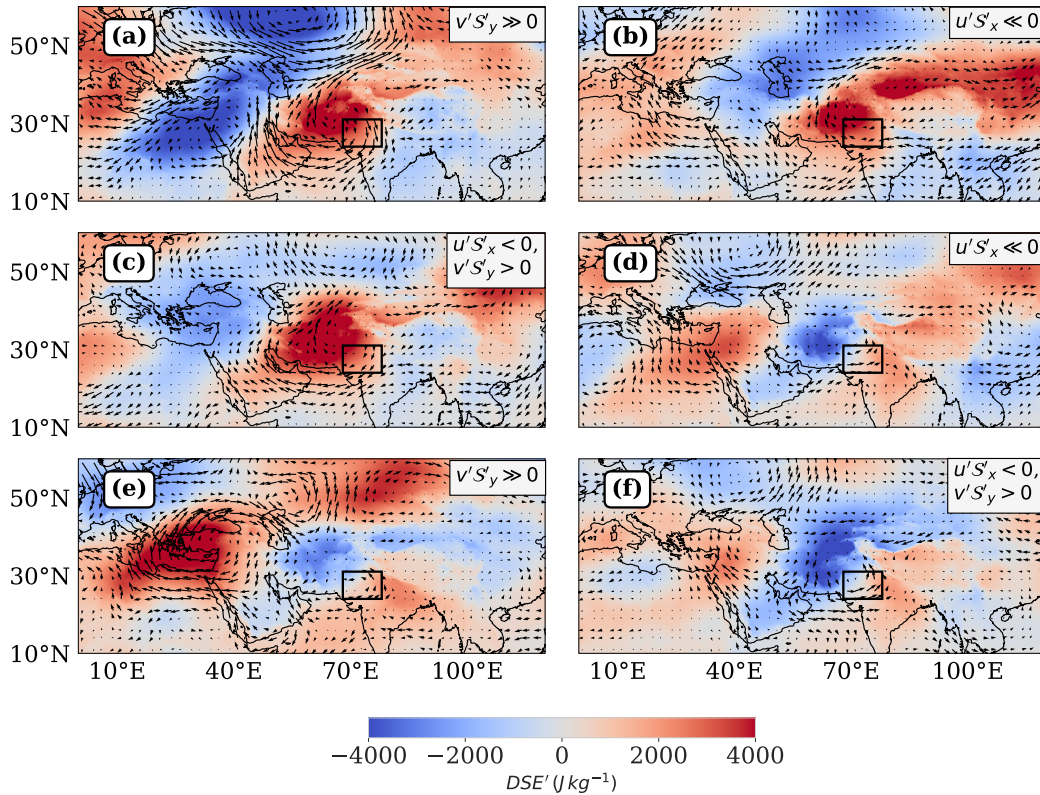 (a) v′S′y ≫ 0
(b) u′S′x ≪ 0
50°N
30°N
10°N
(c) u′S′x < 0,
v′S′y > 0
(d) u′S′x ≪ 0
50°N
30°N
10°N
(e) v′S′y ≫ 0
(f) u′S′x < 0,
v′S′y > 0
50°N
30°N
10°N
10°E 40°E 70°E 100°E 10°E 40°E 70°E 100°E
−4000 −2000 0 2000 4000
DSE′ (J kg⁻¹)